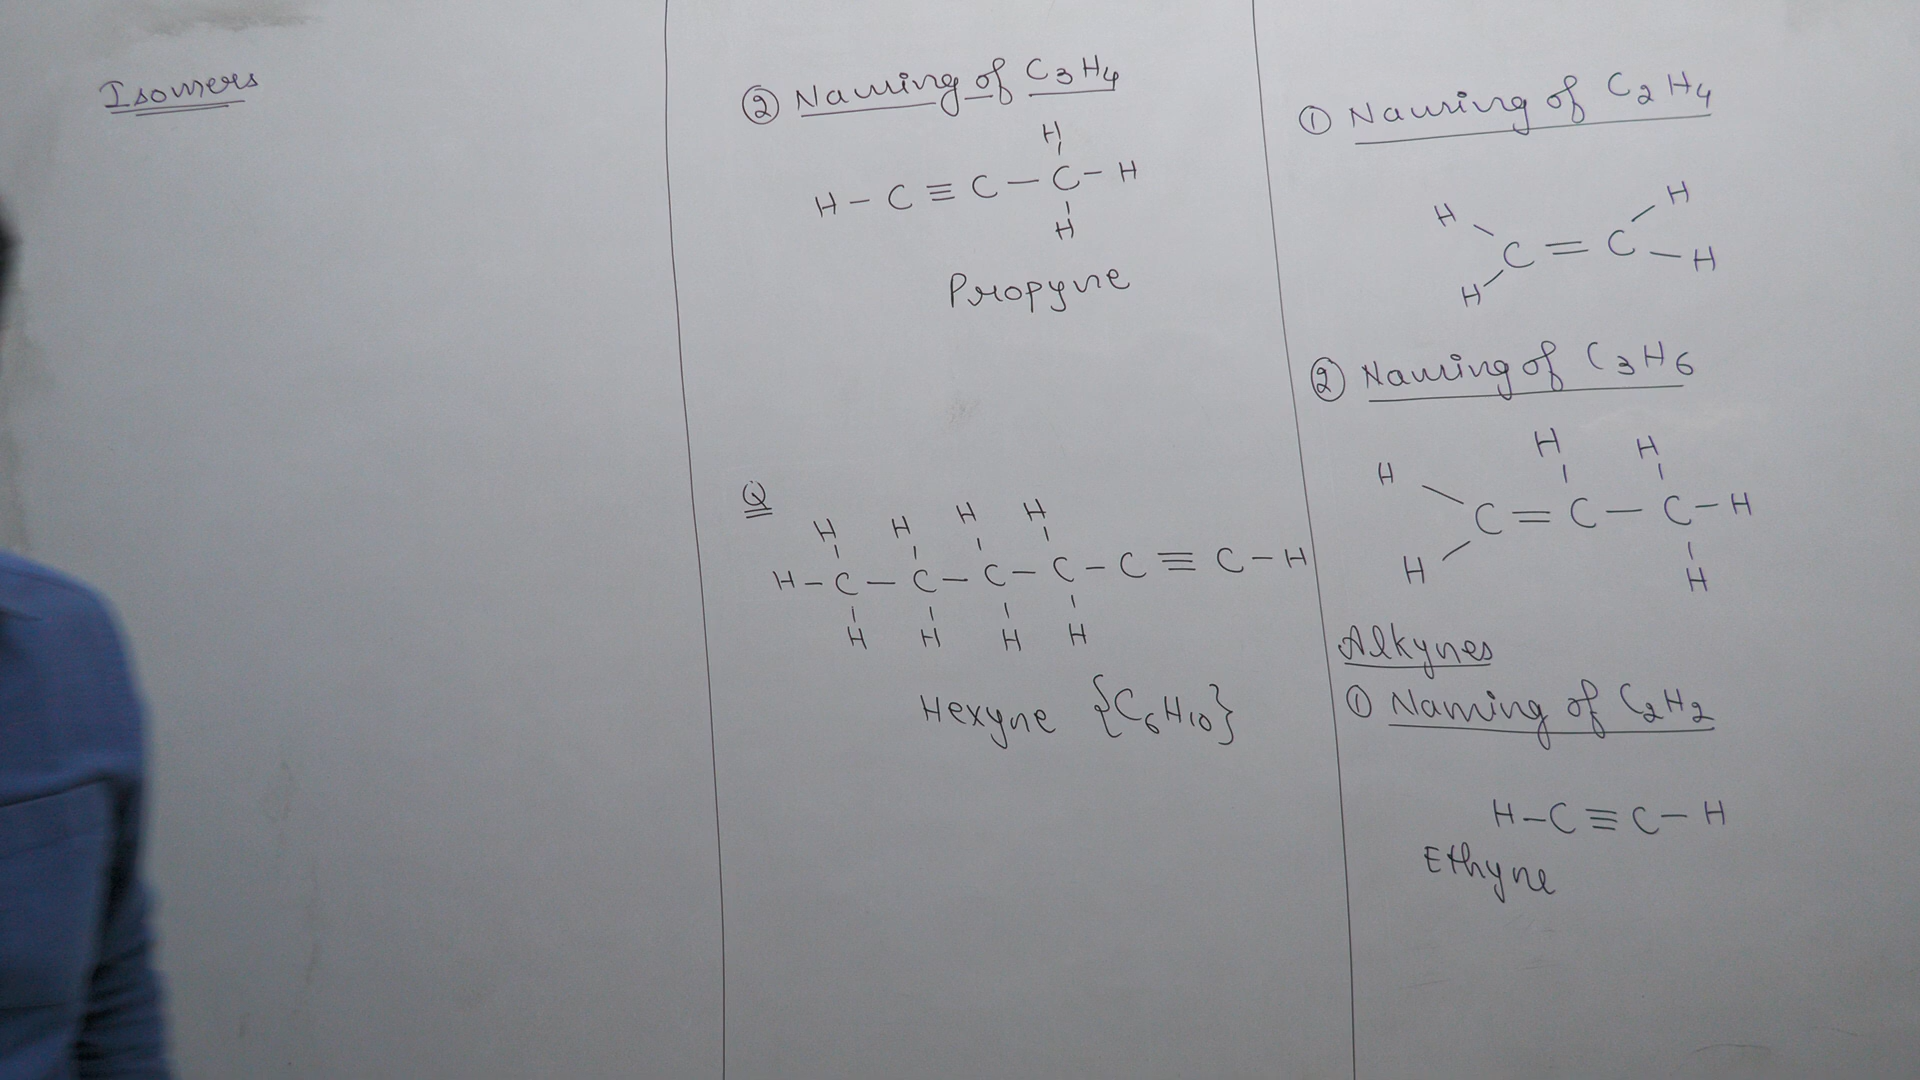 Isomers
② Naming of C3H4
H
H - C ≡ C - C - H
H
Propyne
Q
H H H H
H - C - C - C - C - C ≡ C - H
H H H H
Hexyne {C6H10}
① Naming of C2H4
H H
C = C
H H
② Naming of C3H6
H H H
C = C - C - H
H H
Alkynes
① Naming of C2H2
H - C ≡ C - H
Ethyne